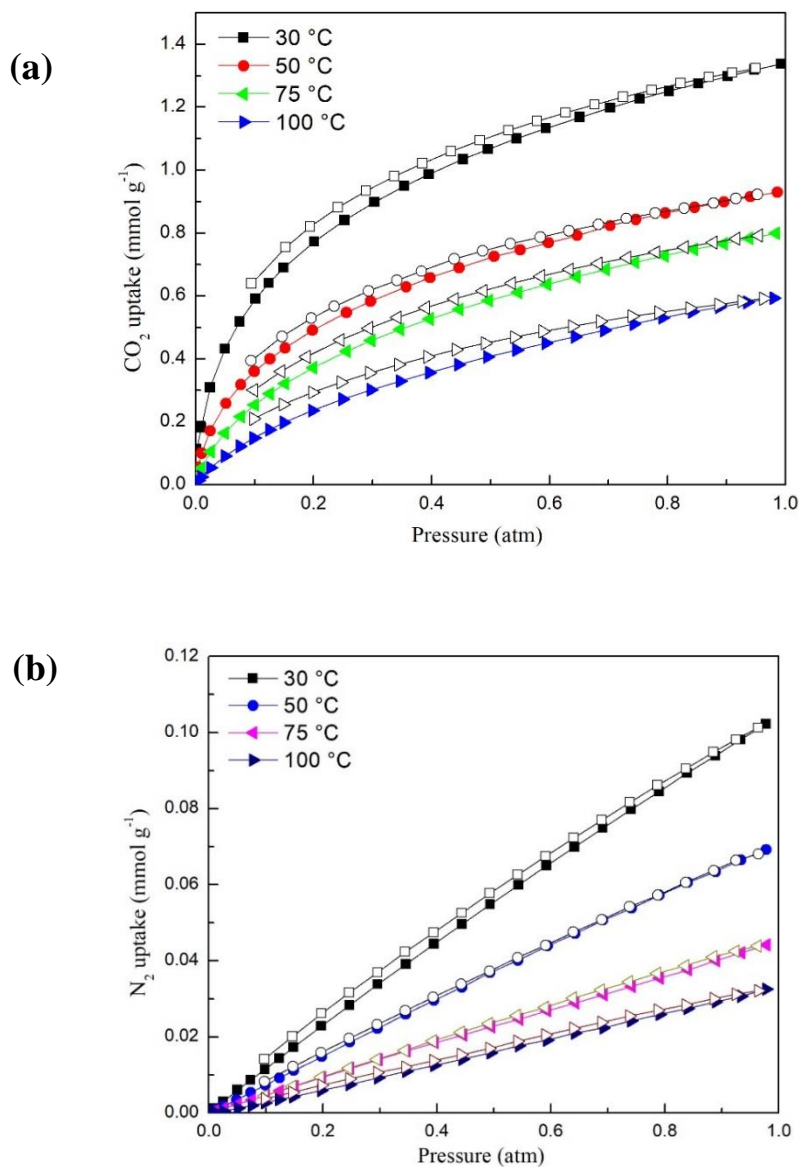 (a)
30 °C
50 °C
75 °C
100 °C
1.4
1.2
1.0
0.8
0.6
0.4
0.2
0.0
CO₂ uptake (mmol g⁻¹)
0.0 0.2 0.4 0.6 0.8 1.0
Pressure (atm)
(b)
30 °C
50 °C
75 °C
100 °C
0.12
0.10
0.08
0.06
0.04
0.02
0.00
N₂ uptake (mmol g⁻¹)
0.0 0.2 0.4 0.6 0.8 1.0
Pressure (atm)